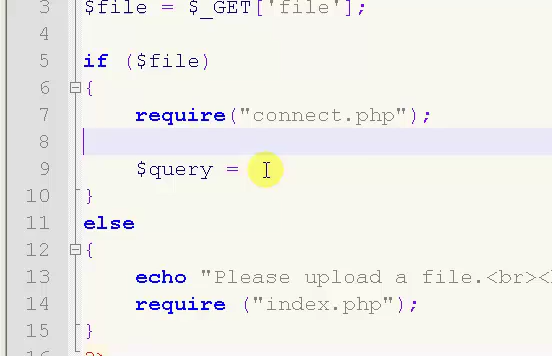 3 $file = $_GET['file'];
4
5 if ($file)
6 {
7 require("connect.php");
8
9 $query =
10 }
11 else
12 {
13 echo "Please upload a file.<br><
14 require ("index.php");
15 }
16 ?>